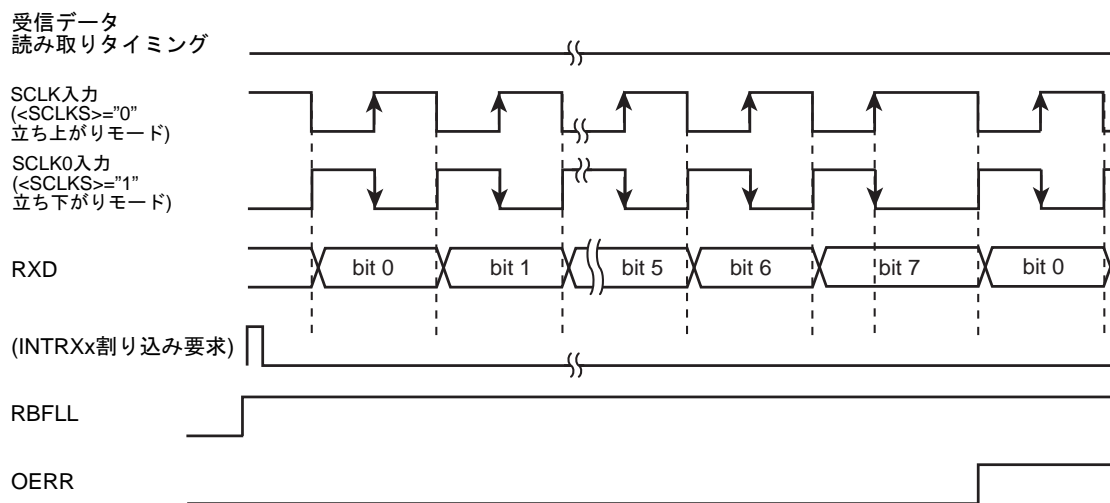 受信データ
読み取りタイミング
SCLK入力
(<SCLKS>="0"
立ち上がりモード)
SCLK0入力
(<SCLKS>="1"
立ち下がりモード)
RXD
bit 0
bit 1
bit 5
bit 6
bit 7
bit 0
(INTRXx割り込み要求)
RBFLL
OERR